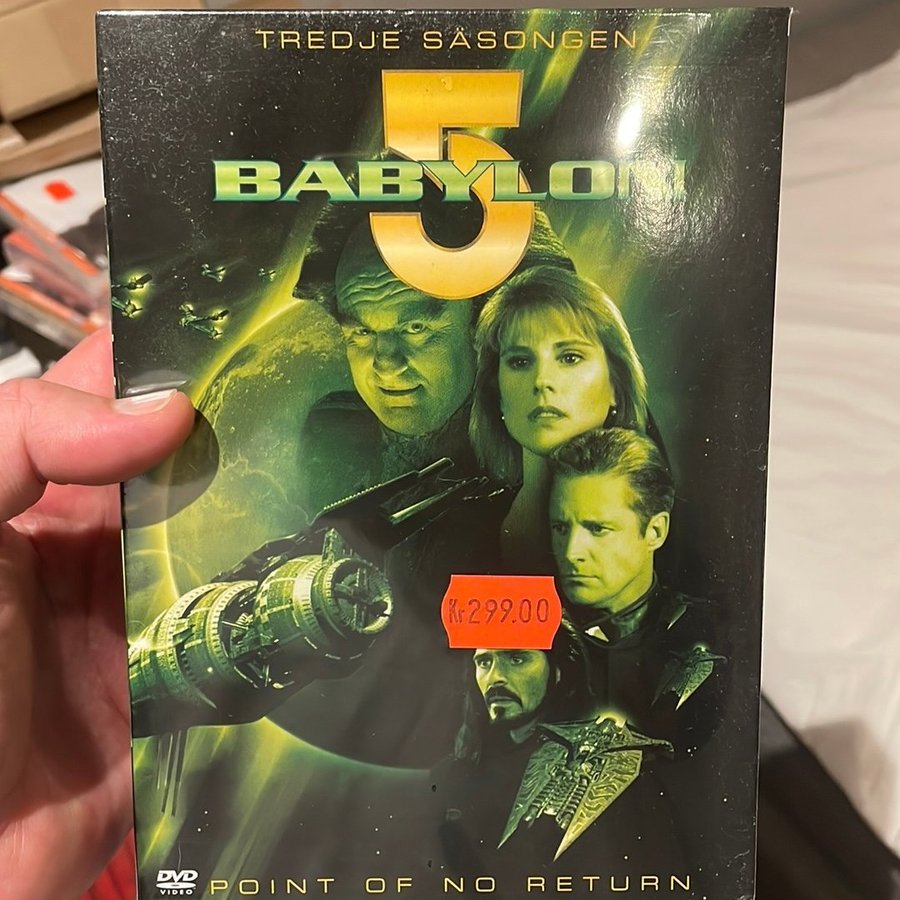 TREDJE SÄSONGEN
5
BABYLON
Kr299.00
DVD
VIDEO
POINT OF NO RETURN